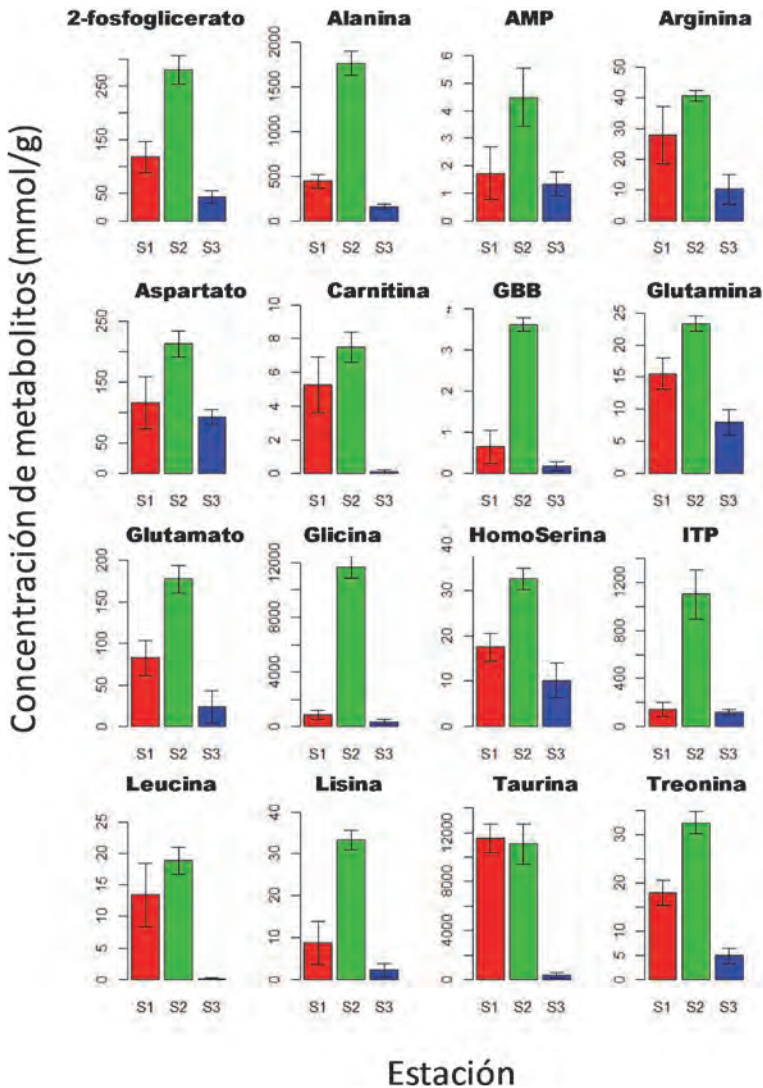 Concentración de metabolitos (mmol/g)
2-fosfoglicerato Alanina AMP Arginina
0 50 150 250
0 500 1000 1500 2000
0 1 2 3 4 5 6
0 10 20 30 40 50
S1 S2 S3 S1 S2 S3 S1 S2 S3 S1 S2 S3
Aspartato Carnitina GBB Glutamina
0 50 150 250
0 2 4 6 8 10
0 1 2 3 4
0 5 10 15 20 25
S1 S2 S3 S1 S2 S3 S1 S2 S3 S1 S2 S3
Glutamato Glicina HomoSerina ITP
0 50 100 150 200
0 4000 8000 12000
0 10 20 30
0 400 800 1200
S1 S2 S3 S1 S2 S3 S1 S2 S3 S1 S2 S3
Leucina Lisina Taurina Treonina
0 5 10 15 20 25
0 10 20 30 40
0 4000 8000 12000
0 5 10 20 30
S1 S2 S3 S1 S2 S3 S1 S2 S3 S1 S2 S3
Estación